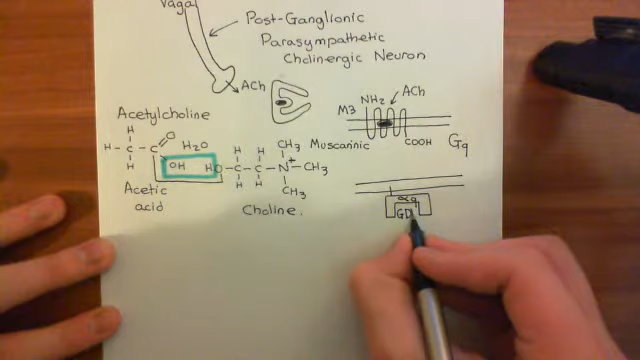 Vagal
Post-Ganglionic
Parasympathetic
Cholinergic Neuron
ACh
Acetylcholine
H
H - C - C
O
OH
H
H2O
HO - C - C - N+ - CH3
H H
H H
CH3
CH3
Acetic
acid
Choline.
M3
NH2
ACh
Muscarinic
COOH
Gq
αq
GD